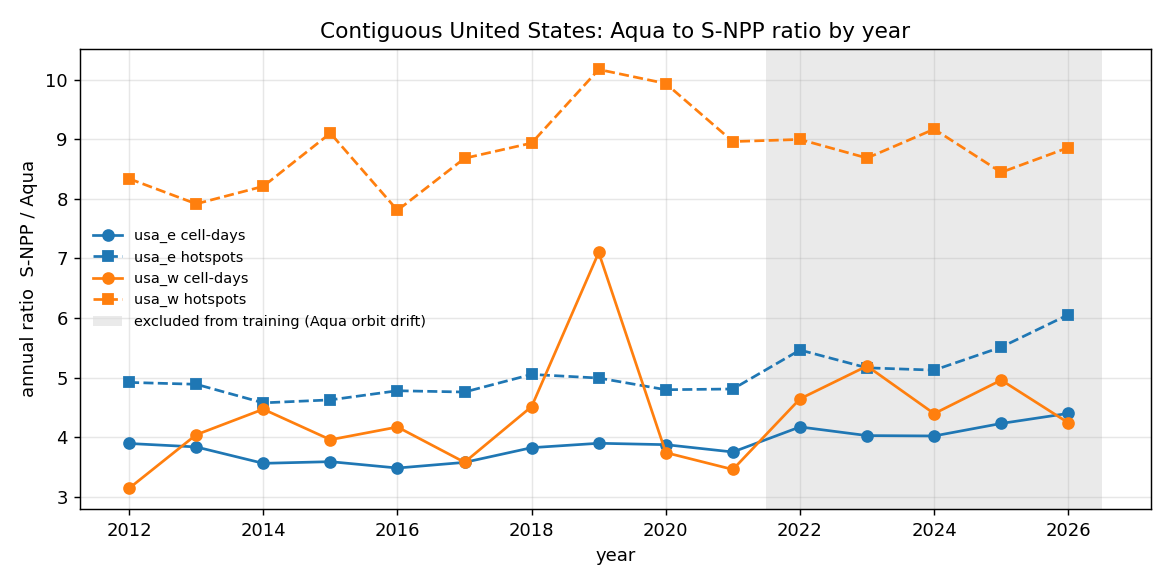 Contiguous United States: Aqua to S-NPP ratio by year
annual ratio  S-NPP / Aqua
10
9
8
7
6
5
4
3
usa_e cell-days
usa_e hotspots
usa_w cell-days
usa_w hotspots
excluded from training (Aqua orbit drift)
2012
2014
2016
2018
2020
2022
2024
2026
year